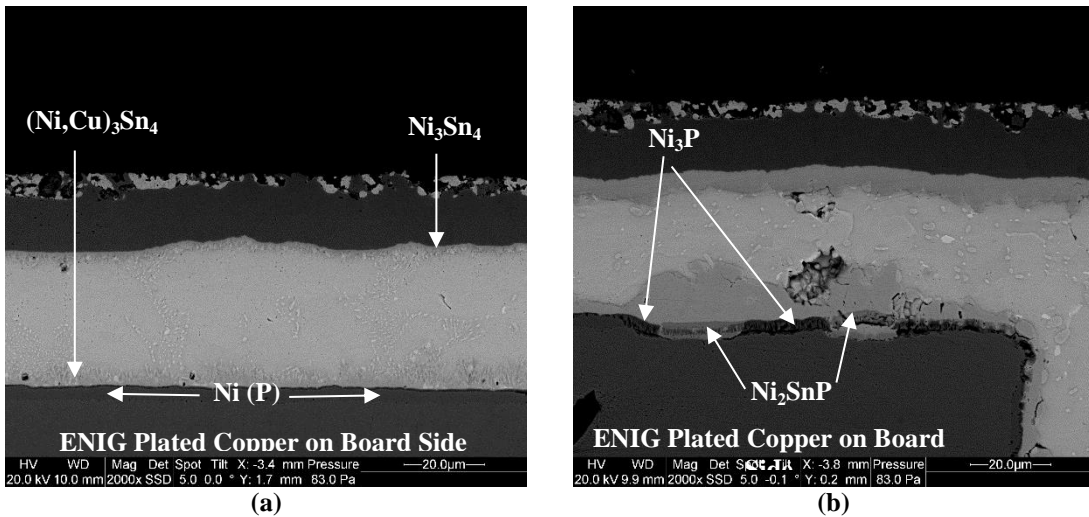 (Ni,Cu)3Sn4
Ni3Sn4
Ni (P)
ENIG Plated Copper on Board Side
HV WD Mag Det Spot Tilt X: -3.4 mm Pressure
20.0 kV 10.0 mm 2000x SSD 5.0 0.0 ° Y: 1.7 mm 83.0 Pa
20.0µm
(a)
Ni3P
Ni2SnP
ENIG Plated Copper on Board
HV WD Mag Det X: -3.8 mm Pressure
20.0 kV 9.9 mm 2000x SSD 5.0 -0.1 ° Y: 0.2 mm 83.0 Pa
20.0µm
(b)